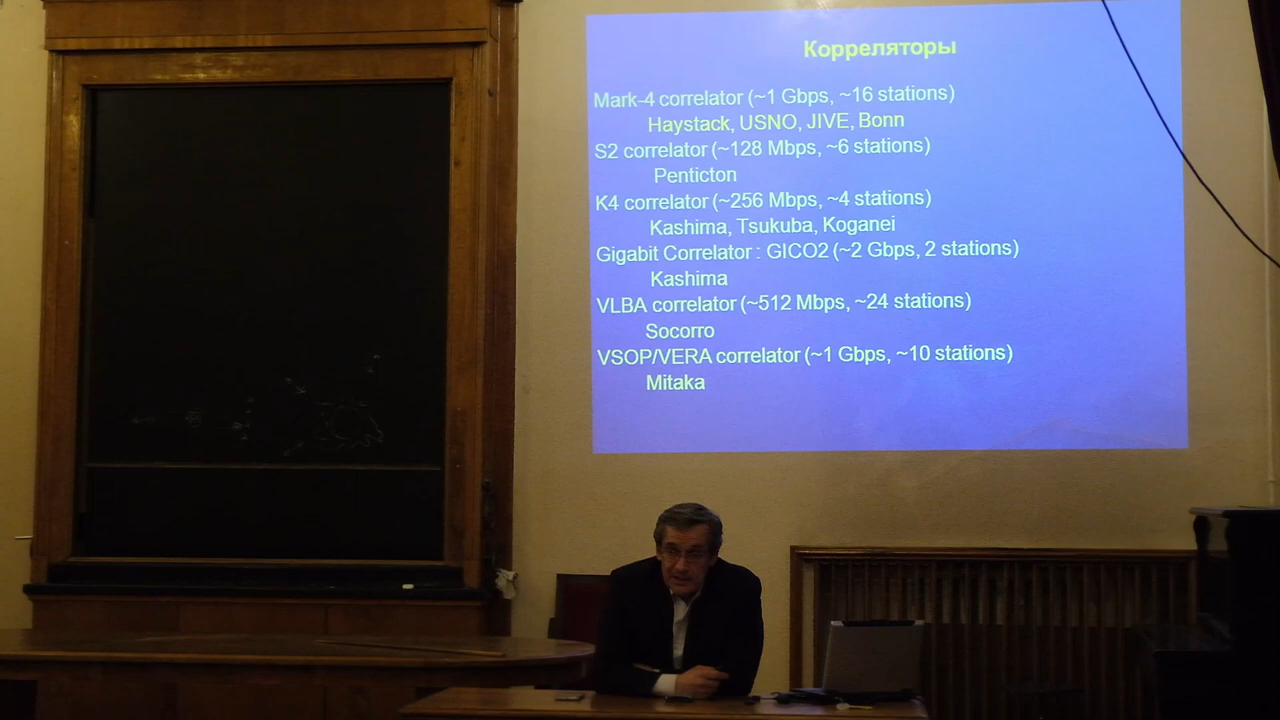 Корреляторы
Mark-4 correlator (~1 Gbps, ~16 stations)
Haystack, USNO, JIVE, Bonn
S2 correlator (~128 Mbps, ~6 stations)
Penticton
K4 correlator (~256 Mbps, ~4 stations)
Kashima, Tsukuba, Koganei
Gigabit Correlator : GICO2 (~2 Gbps, 2 stations)
Kashima
VLBA correlator (~512 Mbps, ~24 stations)
Socorro
VSOP/VERA correlator (~1 Gbps, ~10 stations)
Mitaka